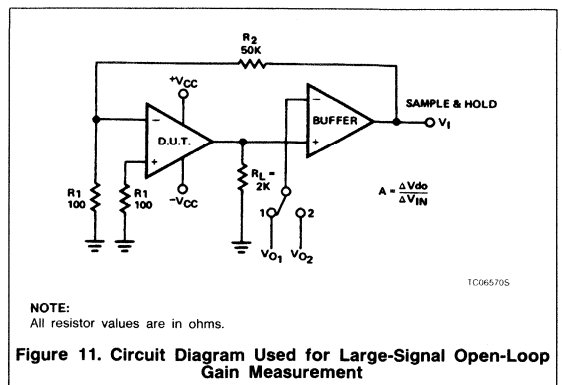 R2
50K
+VCC
SAMPLE & HOLD
BUFFER
VI
D.U.T.
RL =
2K
R1
100
R1
100
−VCC
A = ΔVdo
ΔVIN
1
2
VO1
VO2
TC06570S
NOTE:
All resistor values are in ohms.
Figure 11. Circuit Diagram Used for Large-Signal Open-Loop
Gain Measurement